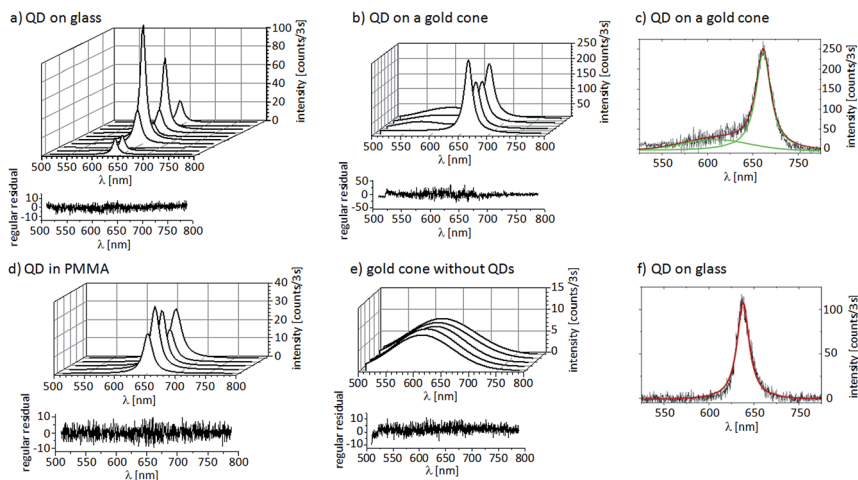 a) QD on glass
100
80
60
40
20
0
intensity [counts/3s]
500 550 600 650 700 750 800
λ [nm]
regular residual
10
0
-10
500 550 600 650 700 750 800
λ [nm]
b) QD on a gold cone
250
200
150
100
50
intensity [counts/3s]
500 550 600 650 700 750 800
λ [nm]
regular residual
50
0
-50
500 550 600 650 700 750 800
λ [nm]
c) QD on a gold cone
250
200
150
100
50
0
intensity [counts/3s]
550 600 650 700 750
λ [nm]
d) QD in PMMA
40
30
20
10
0
intensity [counts/3s]
500 550 600 650 700 750 800
λ [nm]
regular residual
10
0
-10
500 550 600 650 700 750 800
λ [nm]
e) gold cone without QDs
15
10
5
0
intensity [counts/3s]
500 550 600 650 700 750 800
λ [nm]
regular residual
10
0
-10
500 550 600 650 700 750 800
λ [nm]
f) QD on glass
100
50
0
intensity [counts/3s]
550 600 650 700 750
λ [nm]